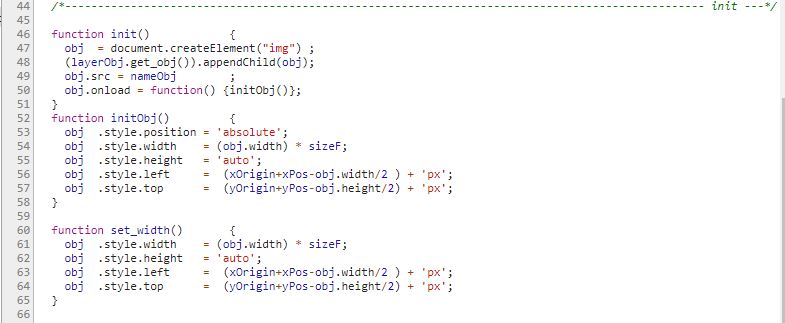 44 /*------------------------------------------------------------------------------------------------- init ---*/
45
46 function init()            {
47   obj  = document.createElement("img") ;
48   (layerObj.get_obj()).appendChild(obj);
49   obj.src = nameObj        ;
50   obj.onload = function() {initObj()};
51 }
52 function initObj()         {
53   obj  .style.position = 'absolute';
54   obj  .style.width    = (obj.width) * sizeF;
55   obj  .style.height   = 'auto';
56   obj  .style.left     =  (xOrigin+xPos-obj.width/2 ) + 'px';
57   obj  .style.top      =  (yOrigin+yPos-obj.height/2) + 'px';
58 }
59
60 function set_width()       {
61   obj  .style.width    = (obj.width) * sizeF;
62   obj  .style.height   = 'auto';
63   obj  .style.left     =  (xOrigin+xPos-obj.width/2 ) + 'px';
64   obj  .style.top      =  (yOrigin+yPos-obj.height/2) + 'px';
65 }
66